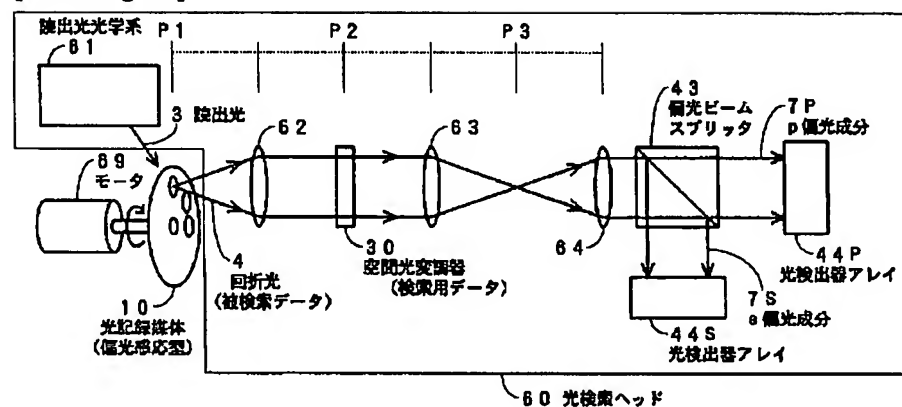 読出光光学系
61
P1
P2
P3
3 読出光
62
63
43
偏光ビーム
スプリッタ
7P
p偏光成分
69
モータ
4
回折光
(被検索データ)
30
空間光変調器
(検索用データ)
64
44P
光検出器アレイ
10
光記録媒体
(偏光感応型)
7S
s偏光成分
44S
光検出器アレイ
60 光検索ヘッド